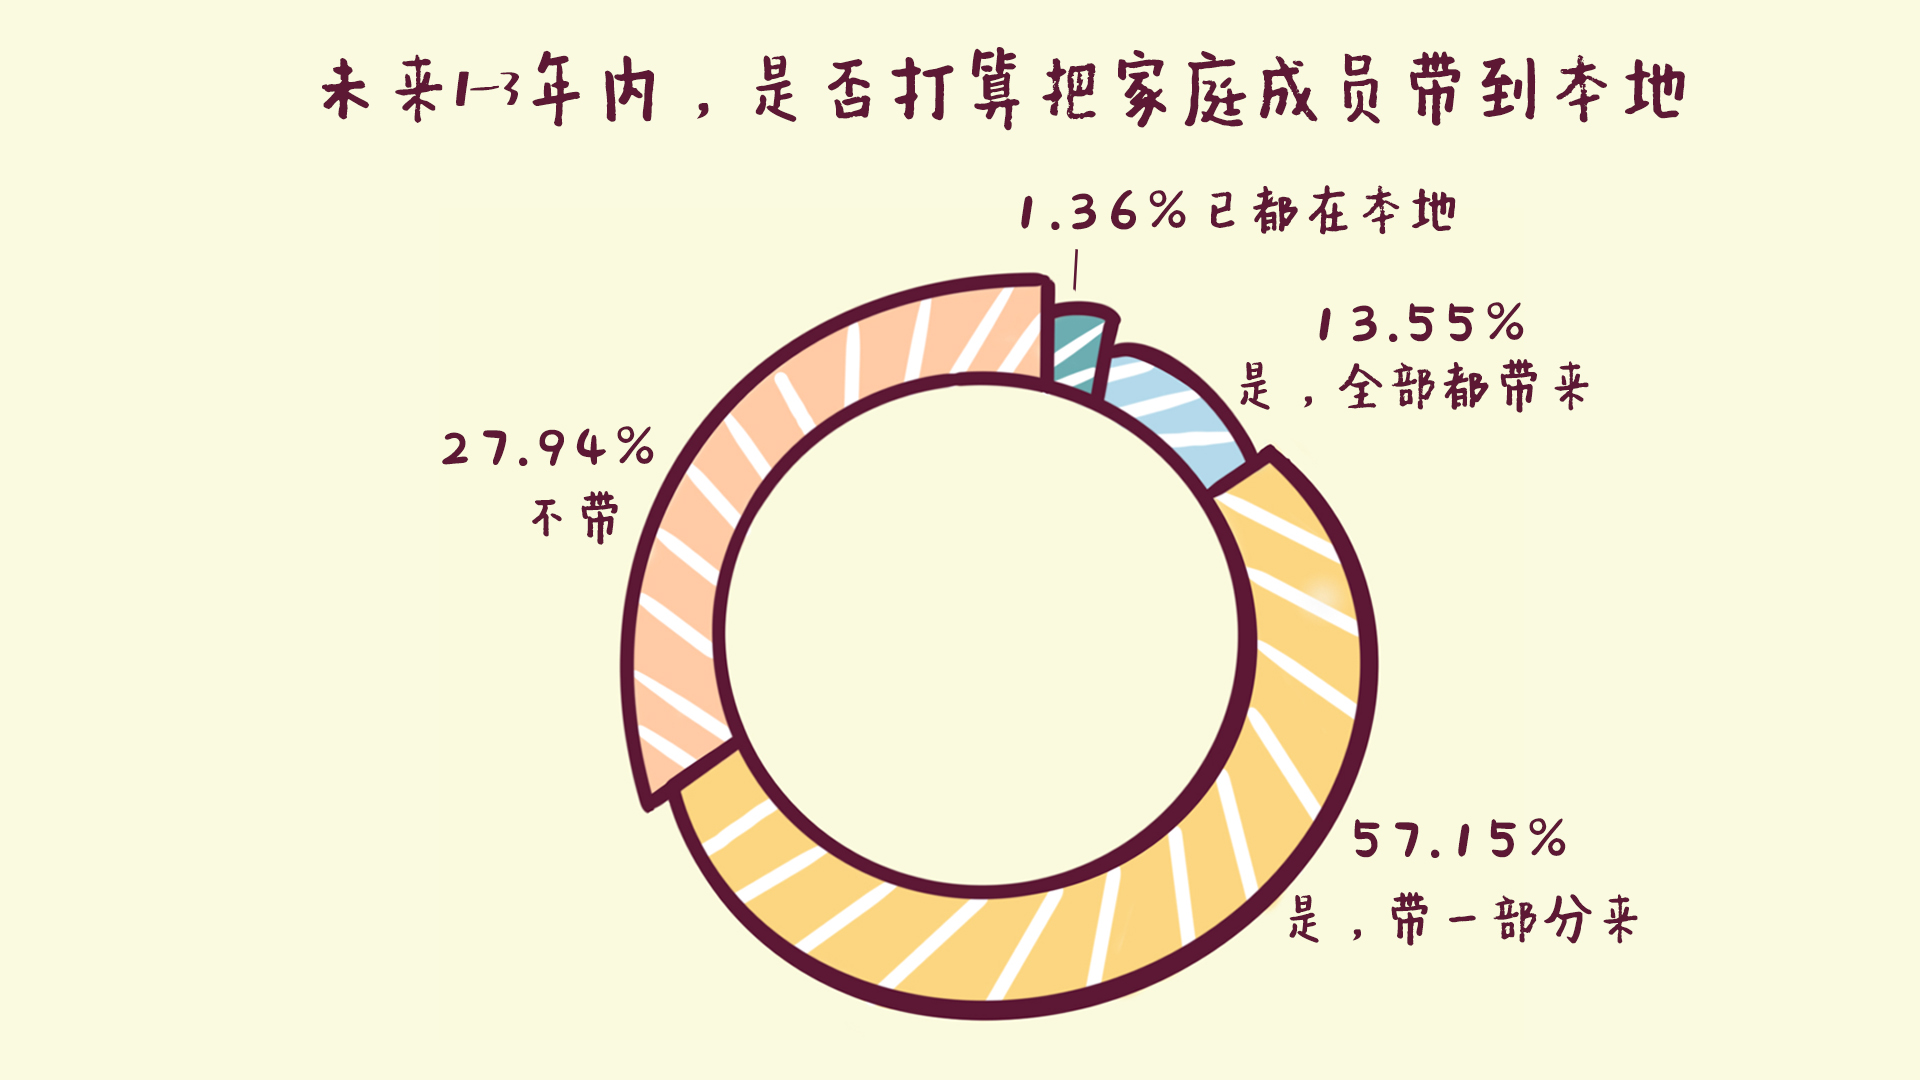 未来1-3年内，是否打算把家庭成员带到本地
1.36%已都在本地
13.55%
是，全部都带来
27.94%
不带
57.15%
是，带一部分来